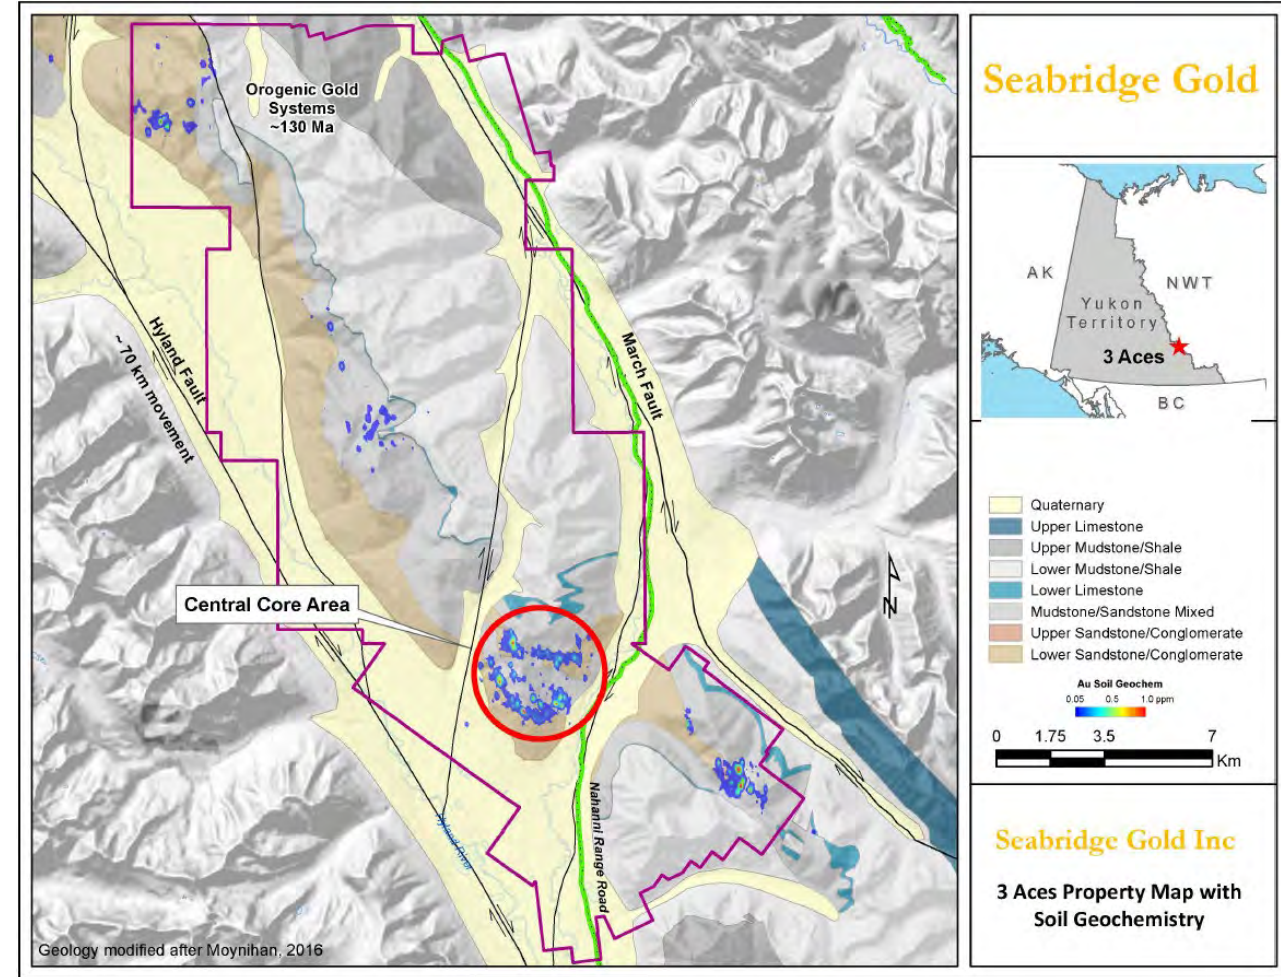 Orogenic Gold
Systems
~130 Ma
Hyland Fault
~ 70 km movement
March Fault
Central Core Area
Hyland River
Nahanni Range Road
Geology modified after Moynihan, 2016
N
Seabridge Gold
AK
NWT
Yukon
Territory
3 Aces
BC
Quaternary
Upper Limestone
Upper Mudstone/Shale
Lower Mudstone/Shale
Lower Limestone
Mudstone/Sandstone Mixed
Upper Sandstone/Conglomerate
Lower Sandstone/Conglomerate
Au Soil Geochem
0.05 0.5 1.0 ppm
0 1.75 3.5 7
Km
Seabridge Gold Inc
3 Aces Property Map with
Soil Geochemistry